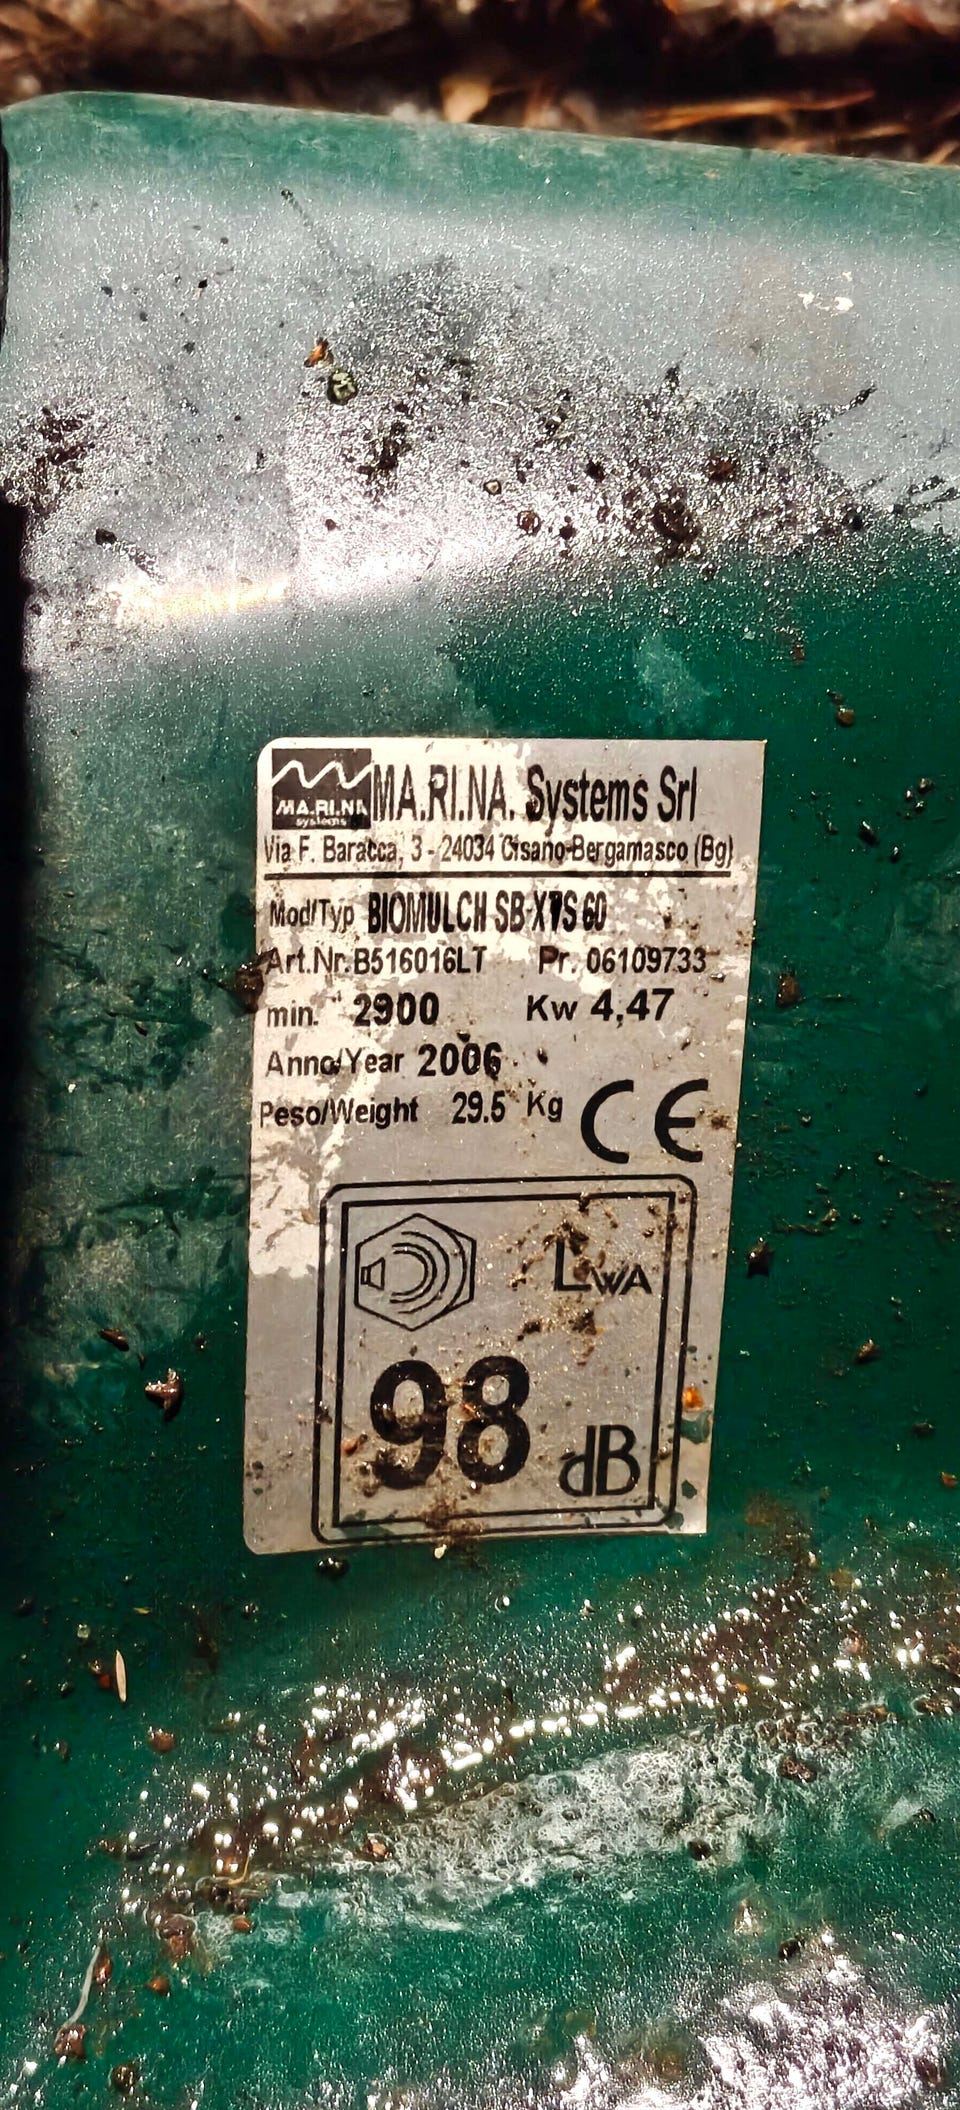 MA.RI.NA
systems
MA.RI.NA. Systems Srl
Via F. Baracca, 3 - 24034 Cisano Bergamasco (Bg)
Mod/Typ BIOMULCH SB-XTS 60
Art.Nr. B516016LT Pr. 06109733
min.⁻¹ 2900 Kw 4,47
Anno/Year 2006
Peso/Weight 29.5 Kg
CE
LWA
98 dB